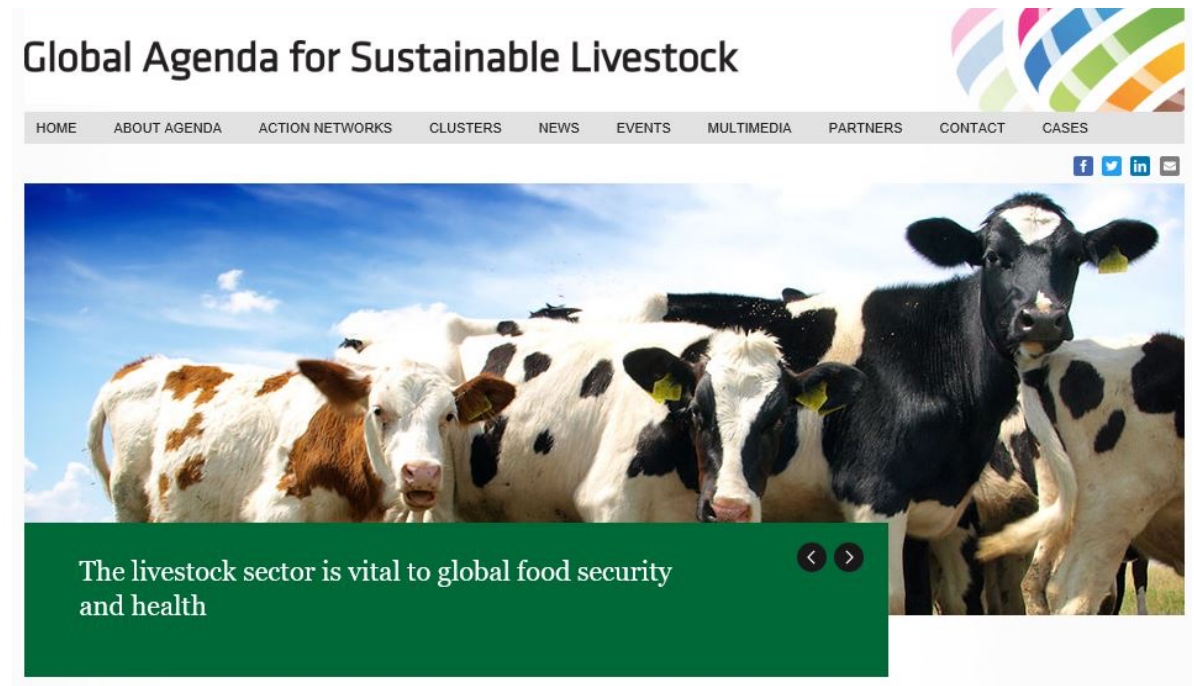 Global Agenda for Sustainable Livestock
HOME ABOUT AGENDA ACTION NETWORKS CLUSTERS NEWS EVENTS MULTIMEDIA PARTNERS CONTACT CASES
f in
The livestock sector is vital to global food security
and health